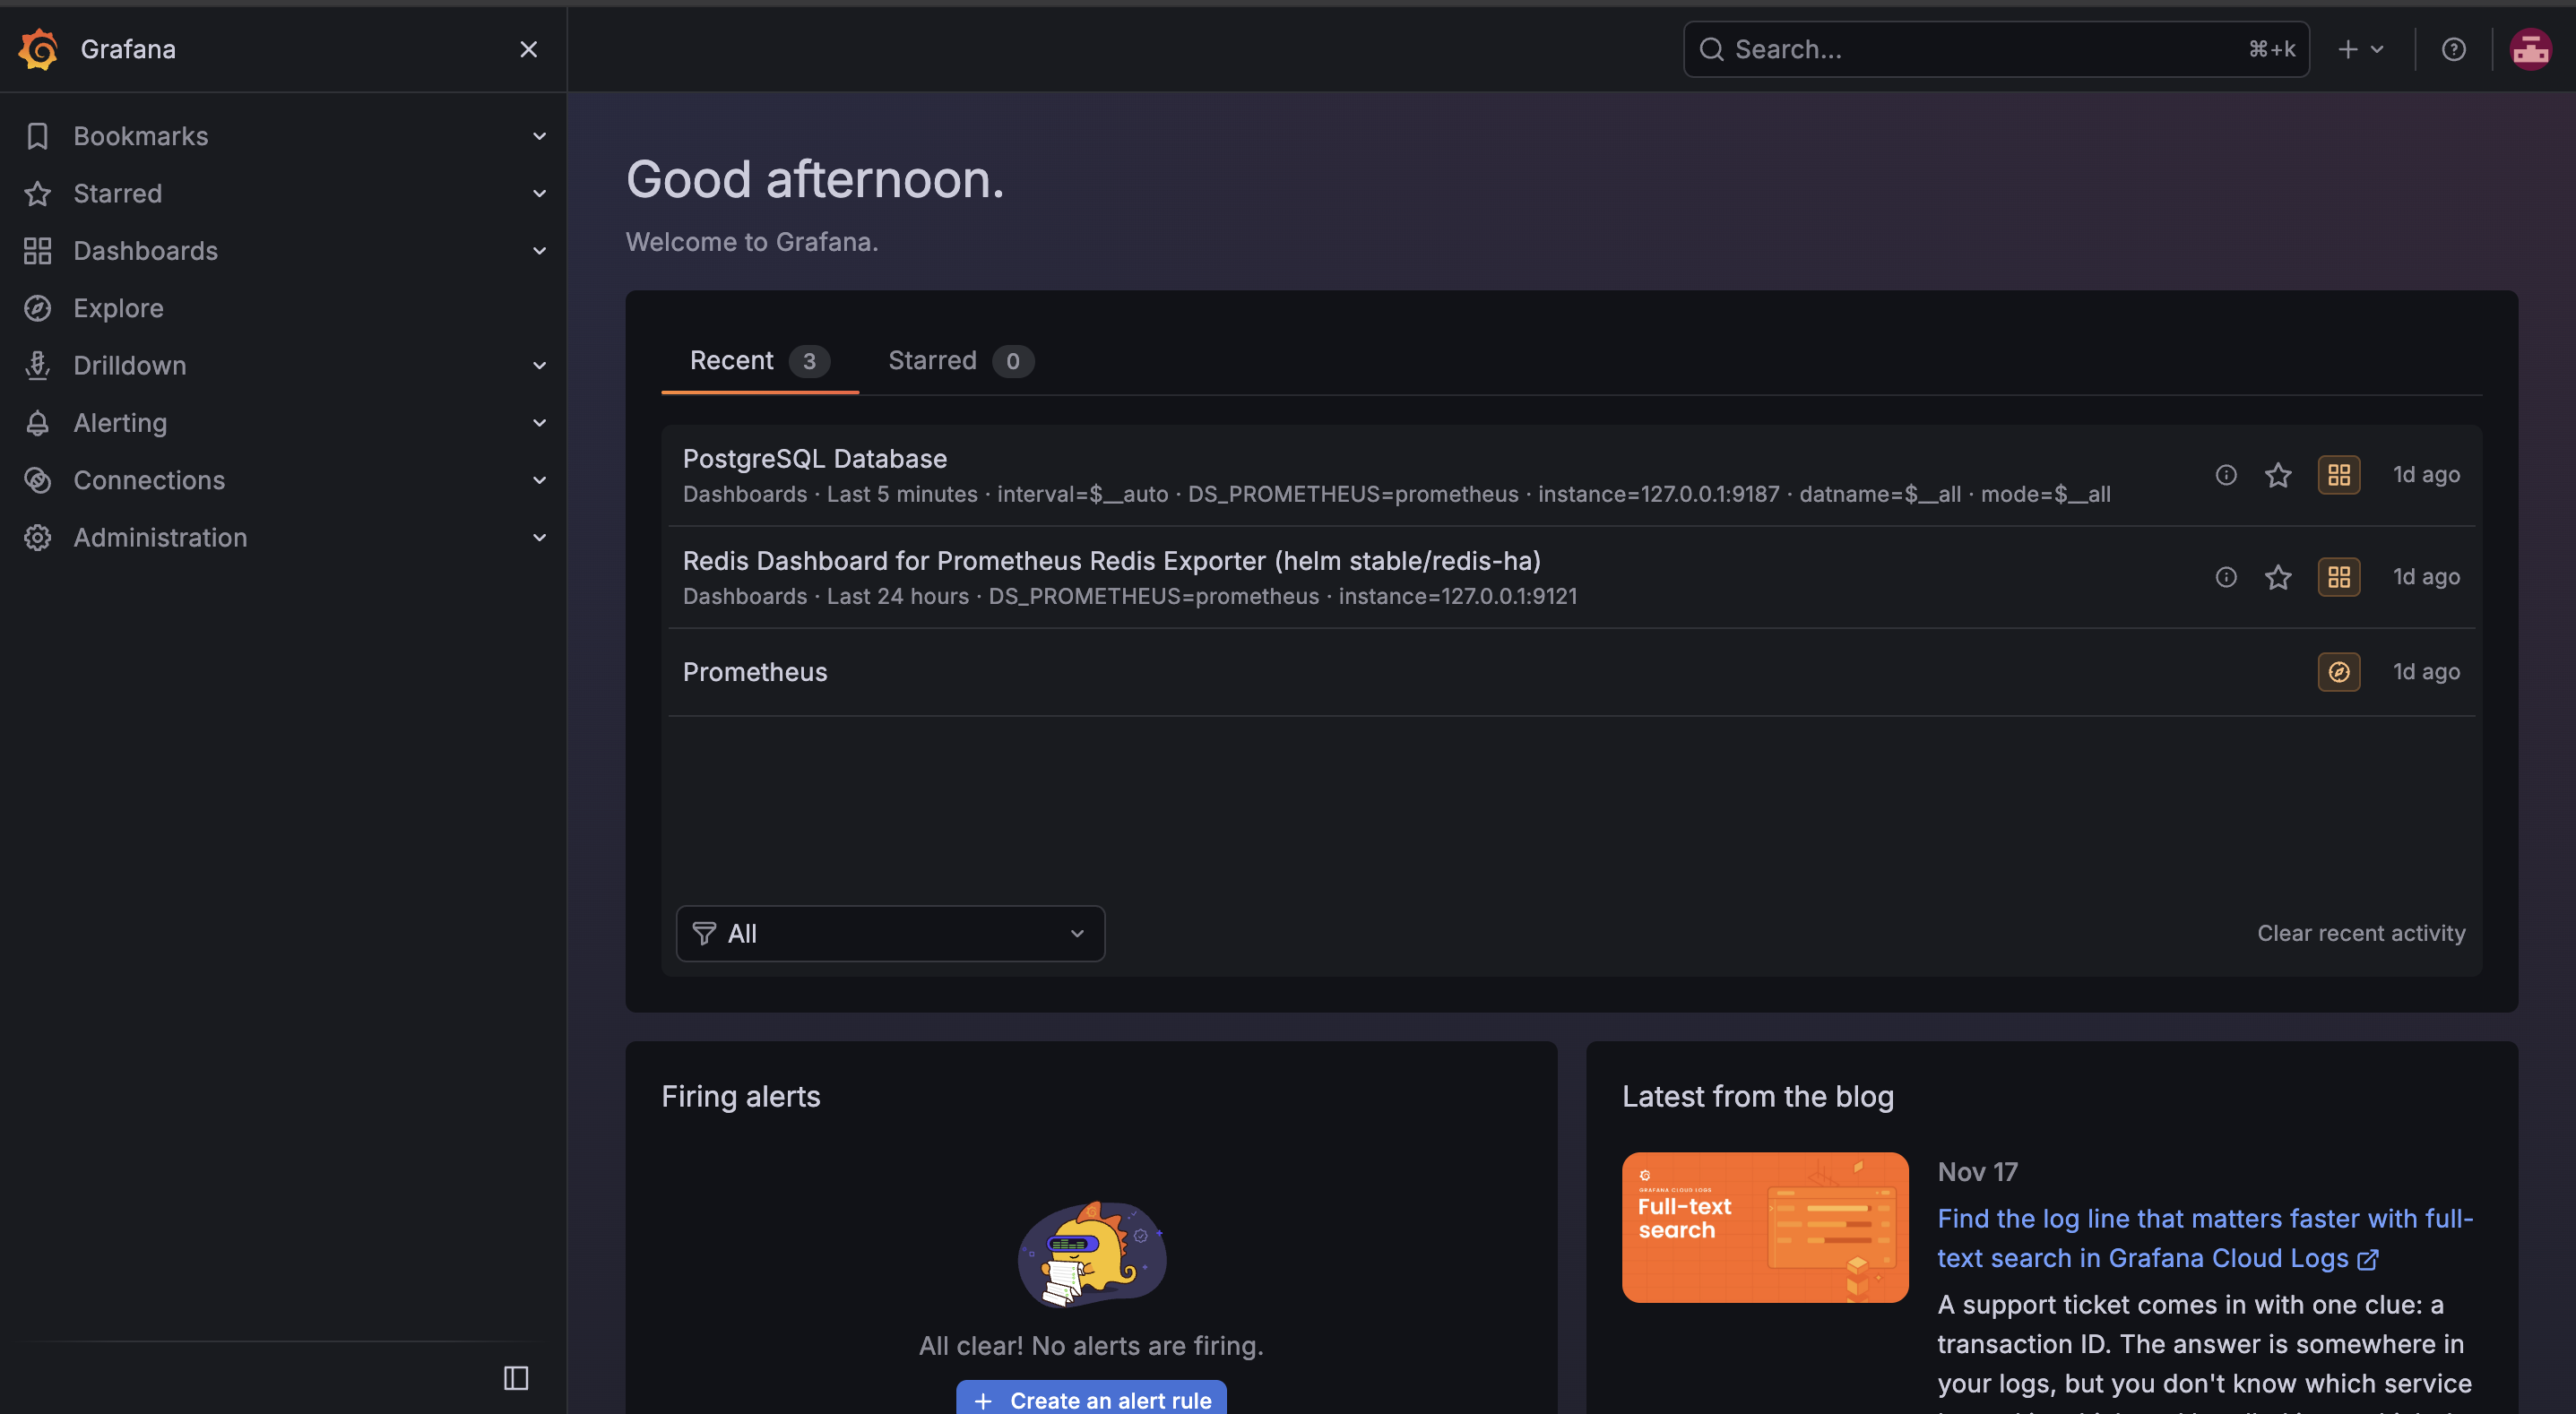 Grafana
Search...
⌘+k
Bookmarks
Starred
Dashboards
Explore
Drilldown
Alerting
Connections
Administration
Good afternoon.
Welcome to Grafana.
Recent 3
Starred 0
PostgreSQL Database
Dashboards · Last 5 minutes · interval=$__auto · DS_PROMETHEUS=prometheus · instance=127.0.0.1:9187 · datname=$__all · mode=$__all
1d ago
Redis Dashboard for Prometheus Redis Exporter (helm stable/redis-ha)
Dashboards · Last 24 hours · DS_PROMETHEUS=prometheus · instance=127.0.0.1:9121
1d ago
Prometheus
1d ago
All
Clear recent activity
Firing alerts
All clear! No alerts are firing.
+ Create an alert rule
Latest from the blog
GRAFANA CLOUD LOGS
Full-text
search
Nov 17
Find the log line that matters faster with full-
text search in Grafana Cloud Logs
A support ticket comes in with one clue: a
transaction ID. The answer is somewhere in
your logs, but you don't know which service